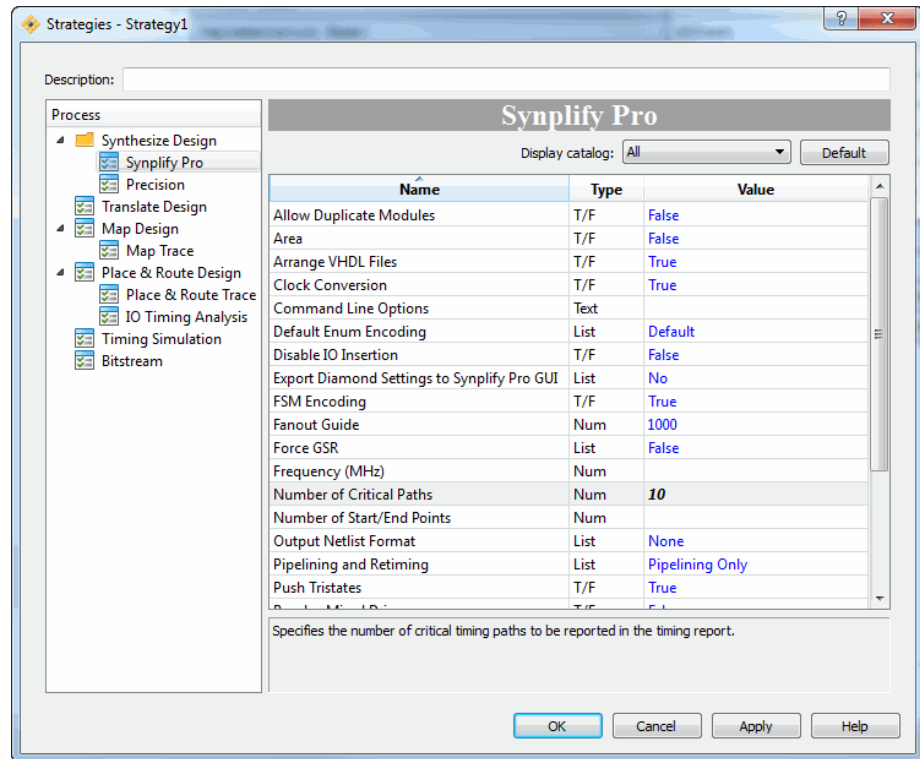 Strategies - Strategy1
Description:
Process
Synthesize Design
Synplify Pro
Precision
Translate Design
Map Design
Map Trace
Place & Route Design
Place & Route Trace
IO Timing Analysis
Timing Simulation
Bitstream
Synplify Pro
Display catalog: All Default
Name Type Value
Allow Duplicate Modules T/F False
Area T/F False
Arrange VHDL Files T/F True
Clock Conversion T/F True
Command Line Options Text
Default Enum Encoding List Default
Disable IO Insertion T/F False
Export Diamond Settings to Synplify Pro GUI List No
FSM Encoding T/F True
Fanout Guide Num 1000
Force GSR List False
Frequency (MHz) Num
Number of Critical Paths Num 10
Number of Start/End Points Num
Output Netlist Format List None
Pipelining and Retiming List Pipelining Only
Push Tristates T/F True
Specifies the number of critical timing paths to be reported in the timing report.
OK Cancel Apply Help